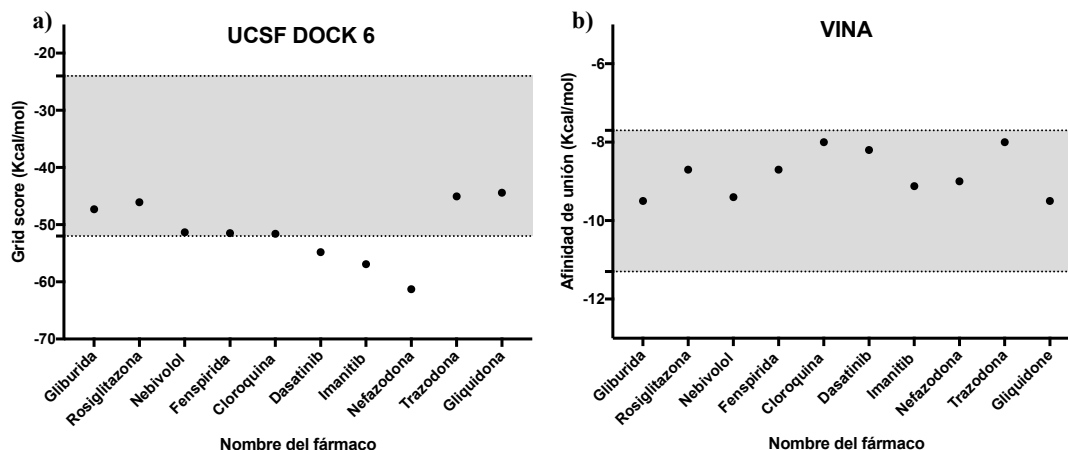 a)
UCSF DOCK 6
Grid score (Kcal/mol)
-20
-30
-40
-50
-60
-70
Gliburida
Rosiglitazona
Nebivolol
Fenspirida
Cloroquina
Dasatinib
Imanitib
Nefazodona
Trazodona
Gliquidona
Nombre del fármaco
b)
VINA
Afinidad de unión (Kcal/mol)
-6
-8
-10
-12
Gliburida
Rosiglitazona
Nebivolol
Fenspirida
Cloroquina
Dasatinib
Imanitib
Nefazodona
Trazodona
Gliquidone
Nombre del fármaco